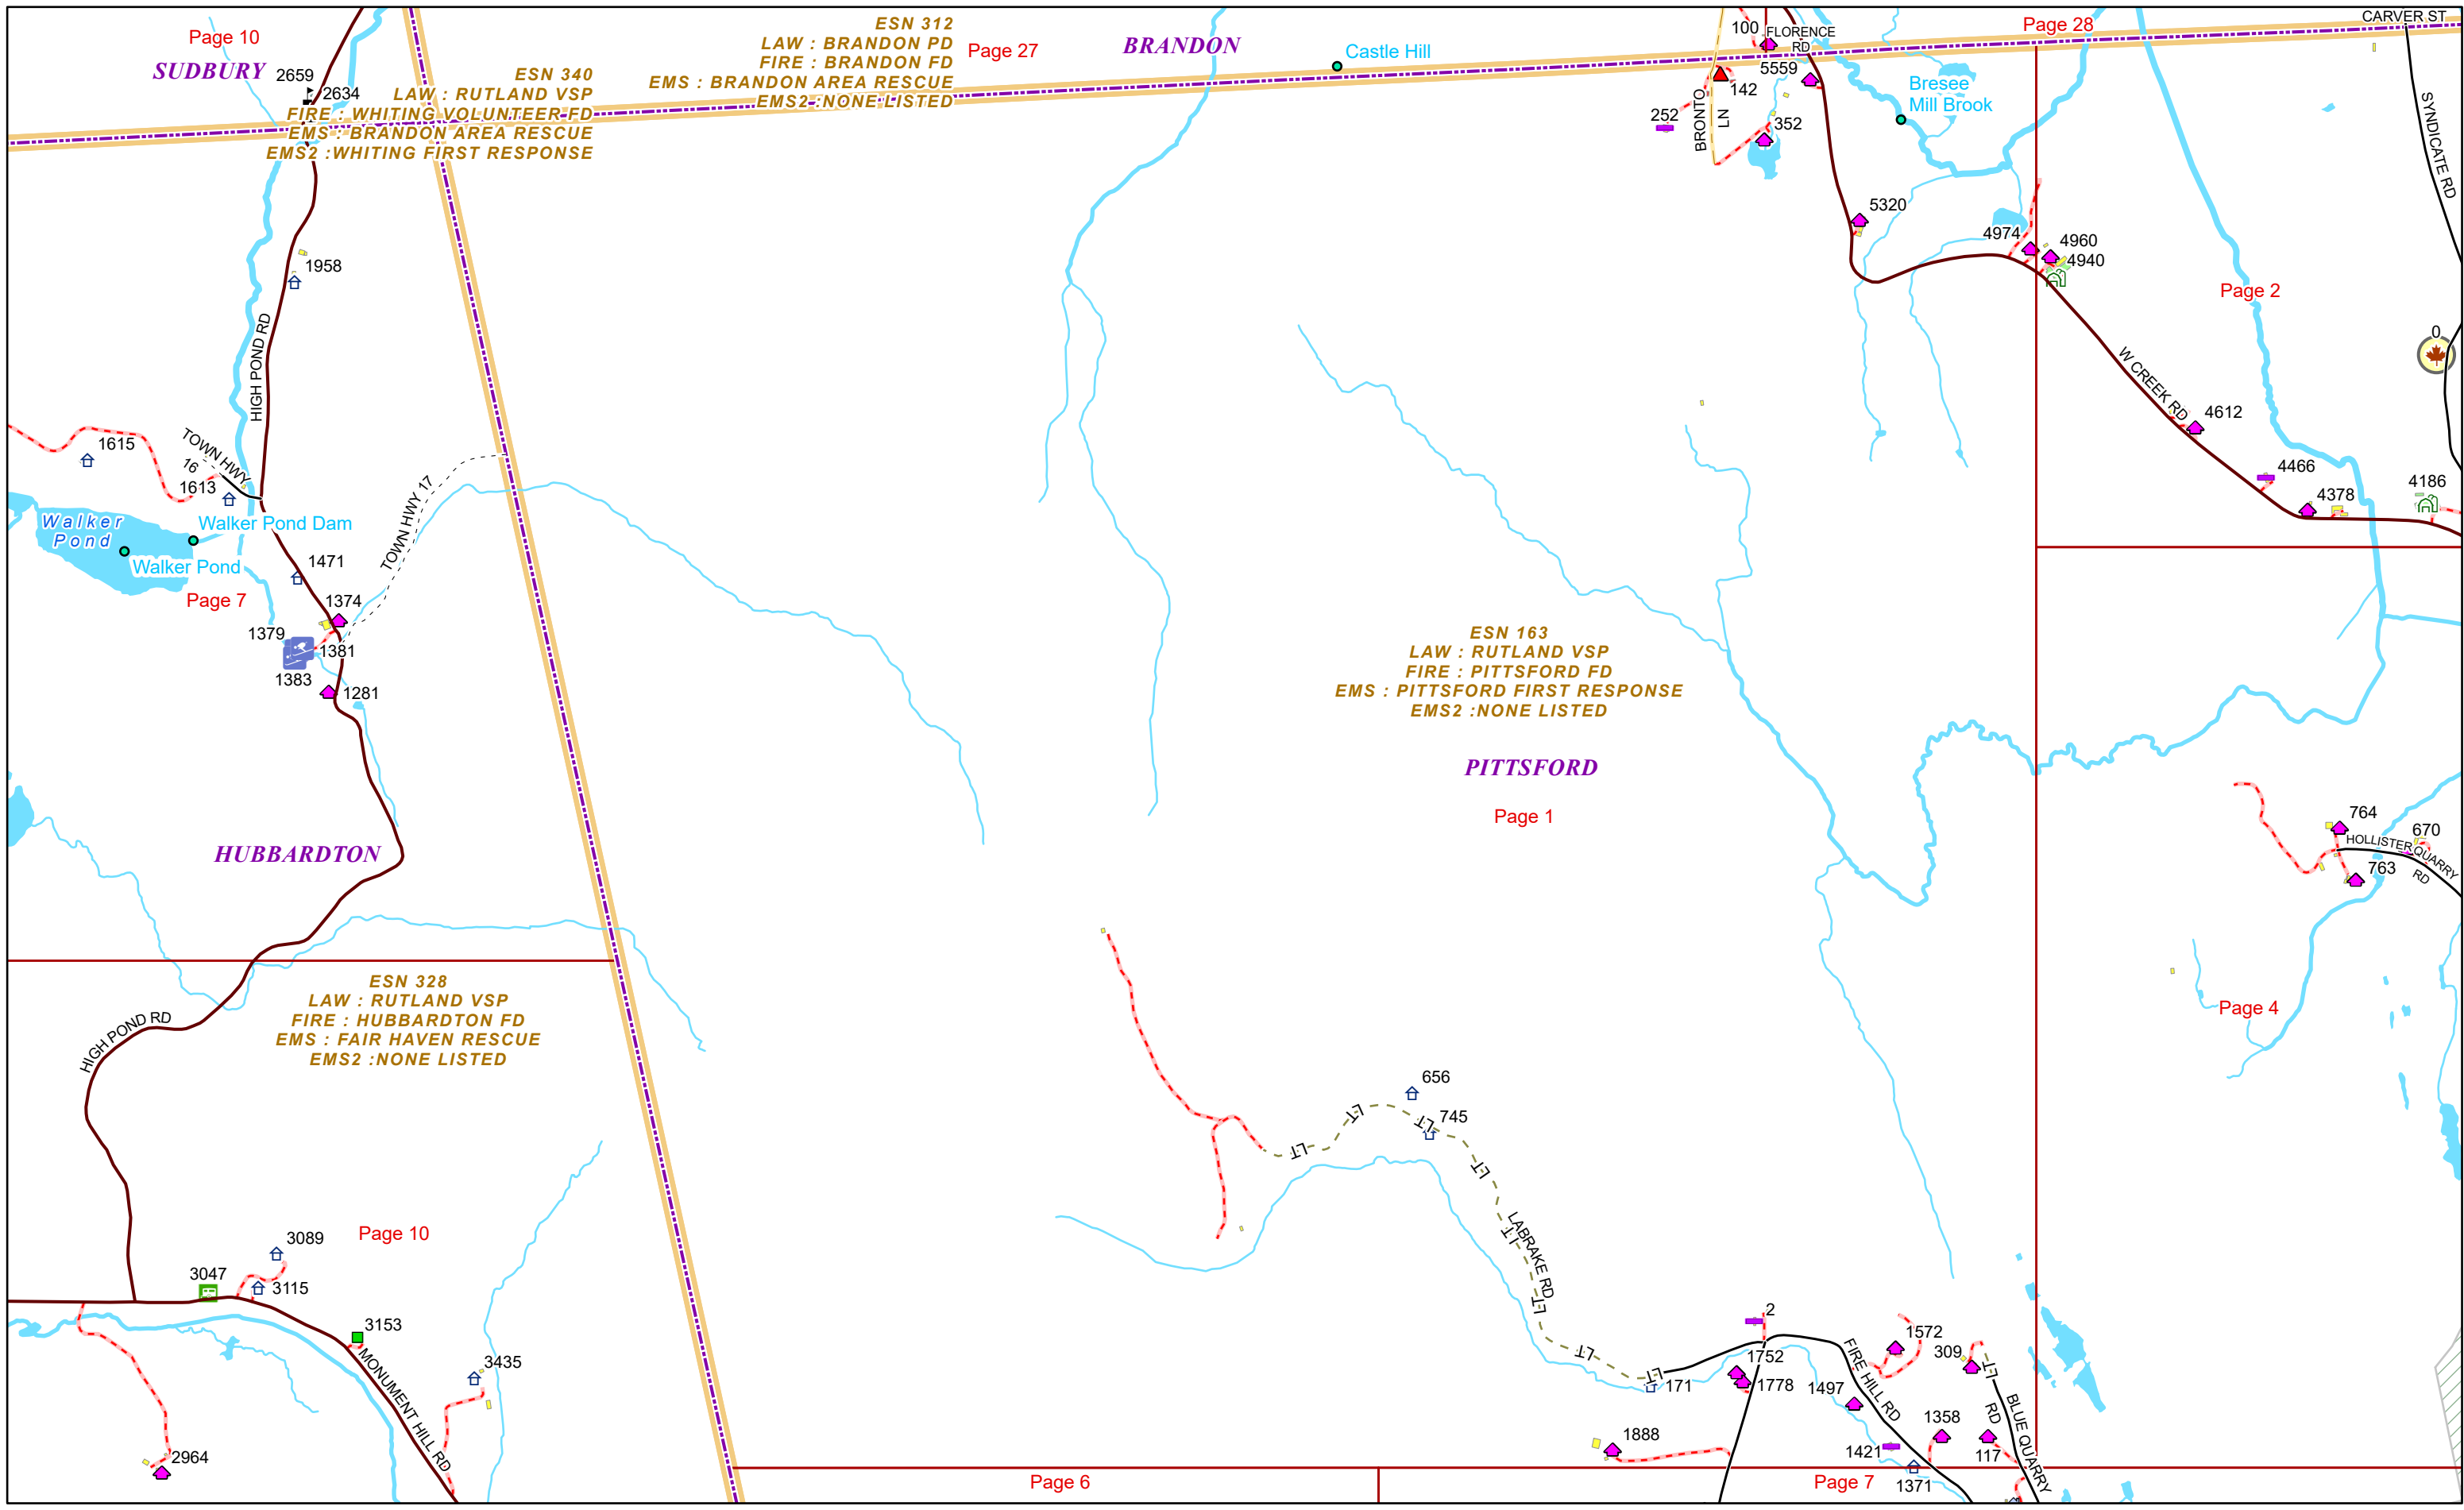 Page 10
SUDBURY
2659
2634
ESN 340
LAW : RUTLAND VSP
FIRE : WHITING VOLUNTEER FD
EMS : BRANDON AREA RESCUE
EMS2 :WHITING FIRST RESPONSE
ESN 312
LAW : BRANDON PD
FIRE : BRANDON FD
EMS : BRANDON AREA RESCUE
EMS2 :NONE LISTED
Page 27
BRANDON
Castle Hill
100
FLORENCE
RD
5559
142
252
BRONTO
LN
352
Page 28
CARVER ST
Bresee
Mill Brook
SYNDICATE RD
5320
4974
4960
4940
Page 2
0
W CREEK RD
4612
4466
4378
4186
1958
HIGH POND RD
1615
TOWN HWY
16
1613
Walker
Pond
Walker Pond Dam
Walker Pond
Page 7
TOWN HWY 17
1471
1374
1379
1381
1383
1281
HUBBARDTON
ESN 163
LAW : RUTLAND VSP
FIRE : PITTSFORD FD
EMS : PITTSFORD FIRST RESPONSE
EMS2 :NONE LISTED
PITTSFORD
Page 1
764
670
HOLLISTER QUARRY
RD
763
Page 4
ESN 328
LAW : RUTLAND VSP
FIRE : HUBBARDTON FD
EMS : FAIR HAVEN RESCUE
EMS2 :NONE LISTED
HIGH POND RD
656
745
LT
LT
LT
LT
LT
LABRAKE RD
LT
LT
LT
171
3089
Page 10
3047
3115
3153
MONUMENT HILL RD
3435
2964
2
1752
1778
FIRE HILL RD
1572
309
LT
1497
1358
BLUE QUARRY
RD
117
1421
1371
1888
Page 6
Page 7